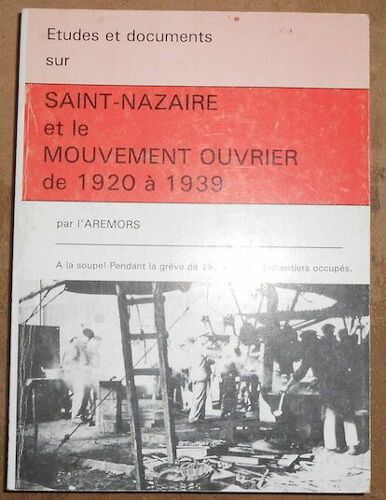 Etudes et documents
sur
SAINT-NAZAIRE
et le
MOUVEMENT OUVRIER
de 1920 à 1939
par l'AREMORS
A la soupe! Pendant la grève de occupés.